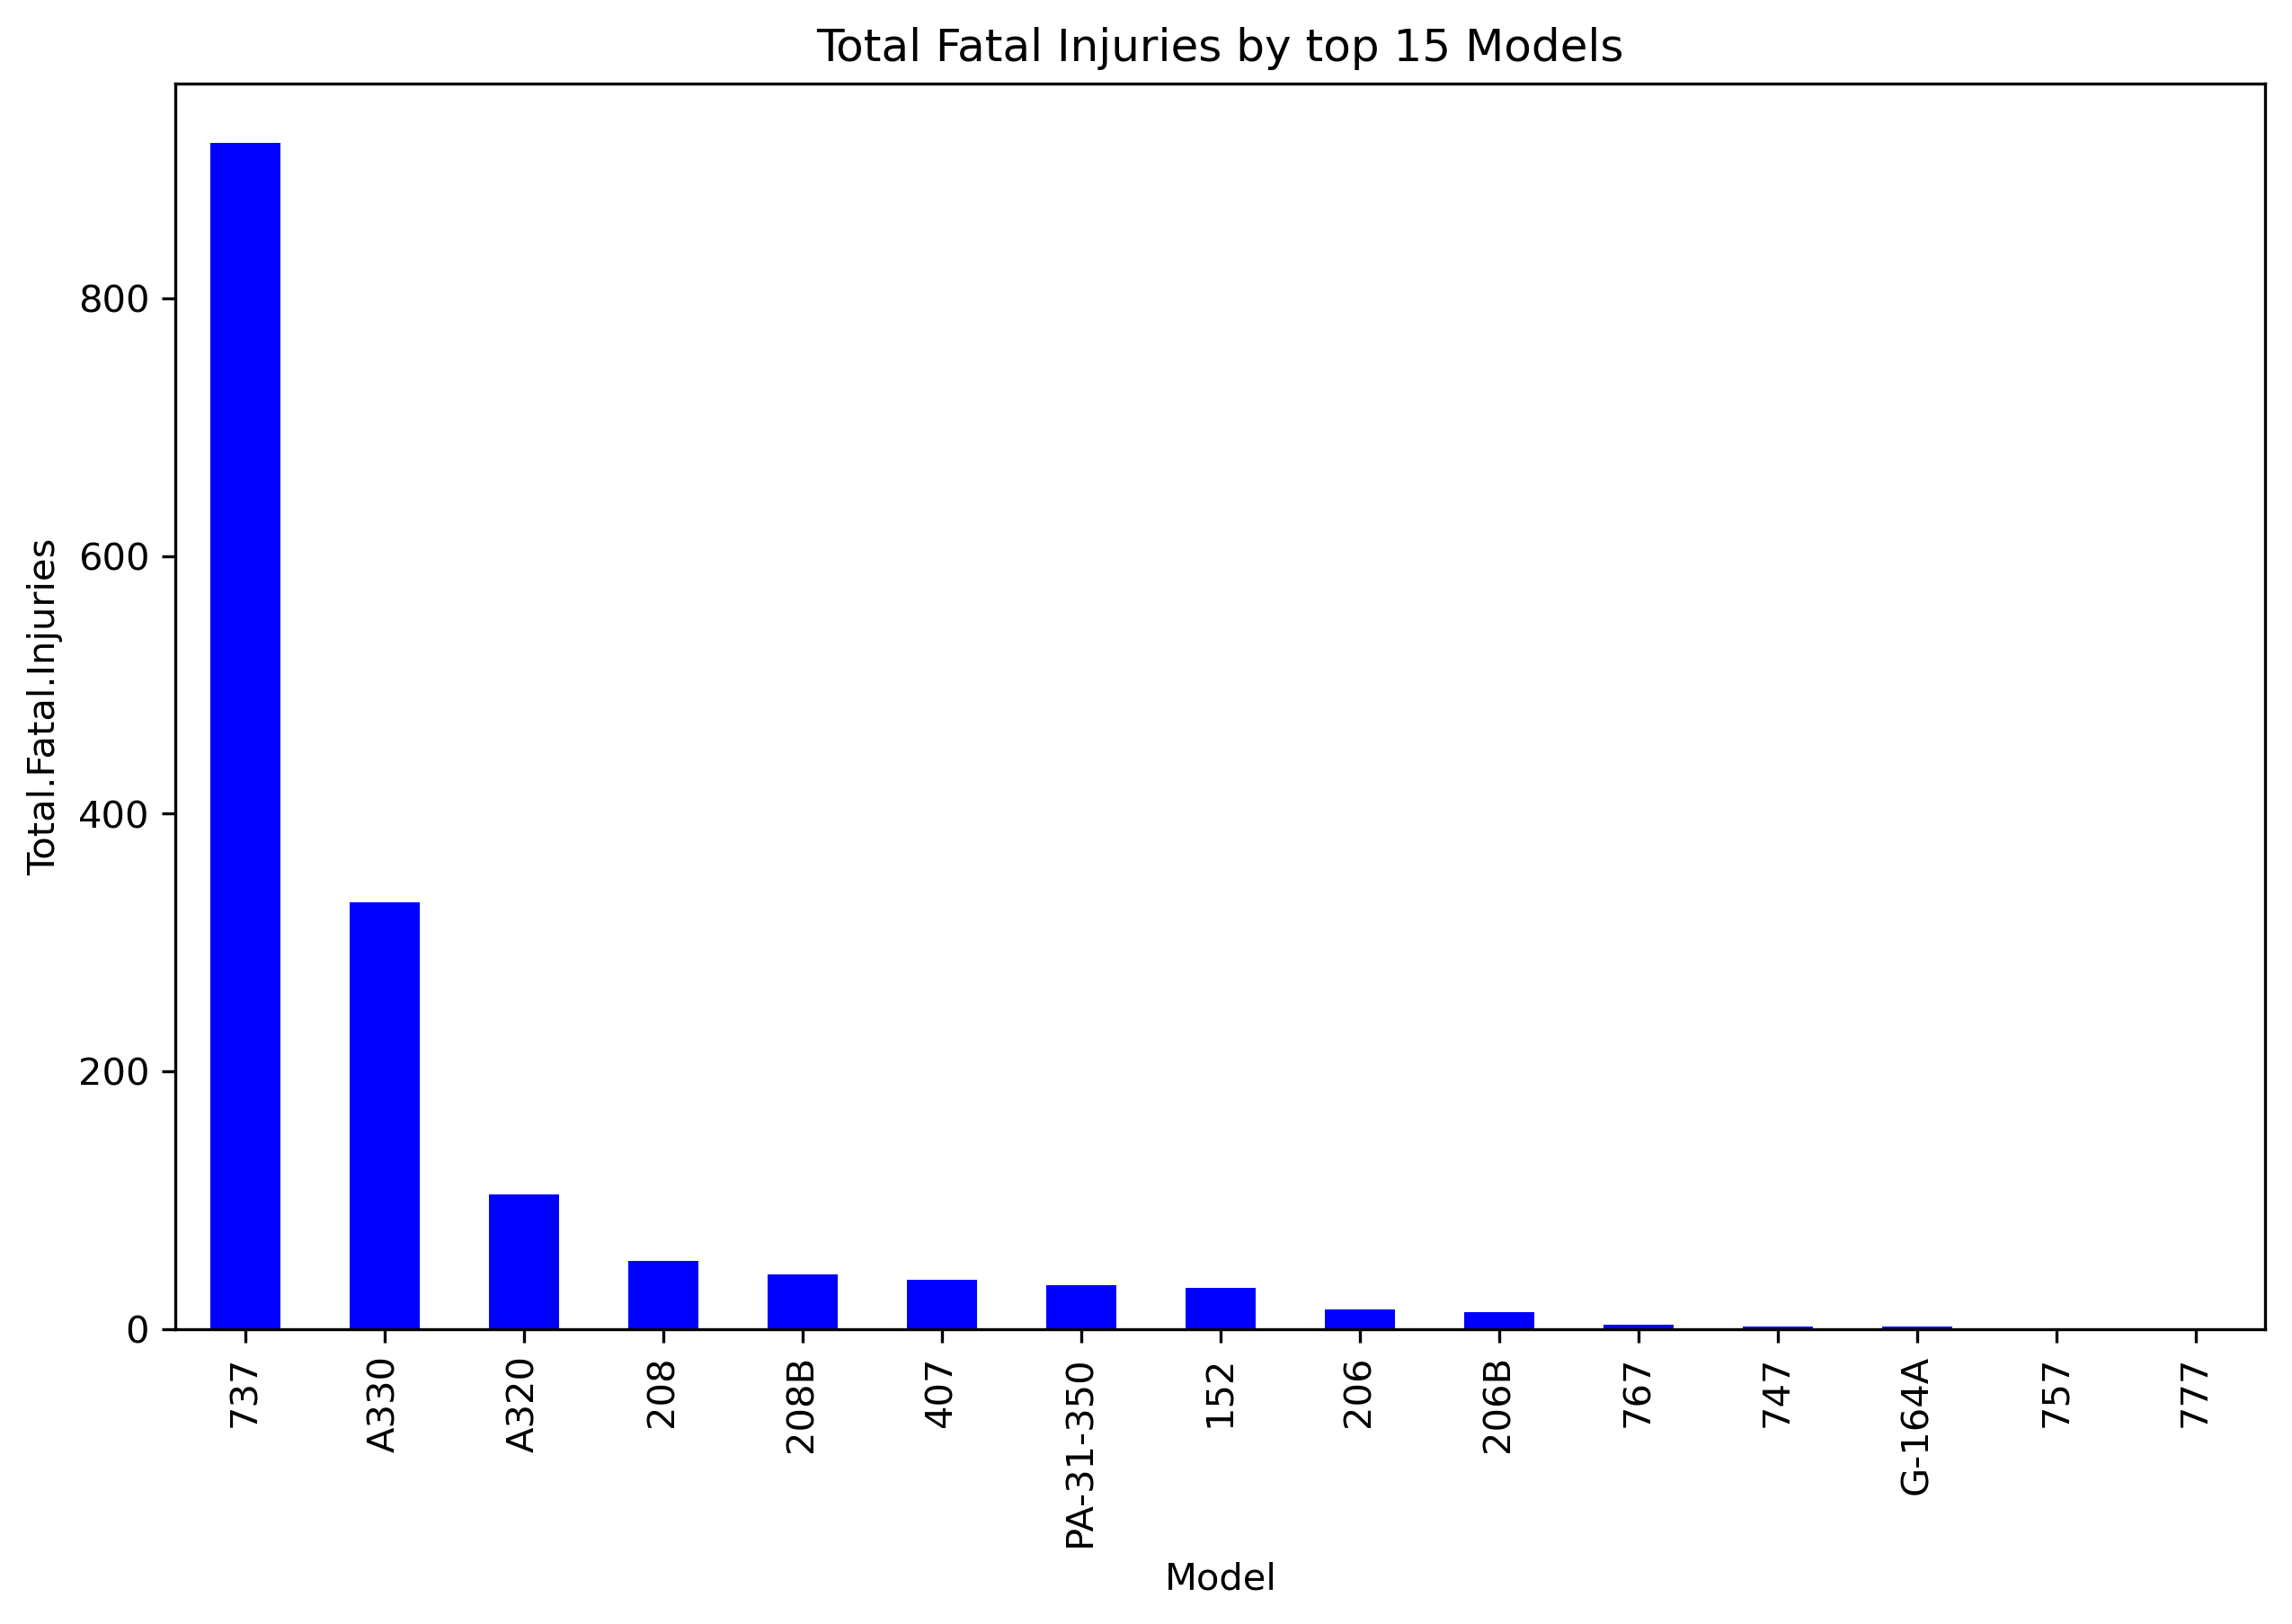 Total Fatal Injuries by top 15 Models
Total.Fatal.Injuries
800
600
400
200
0
737
A330
A320
208
208B
407
PA-31-350
152
206
206B
767
747
G-164A
757
777
Model